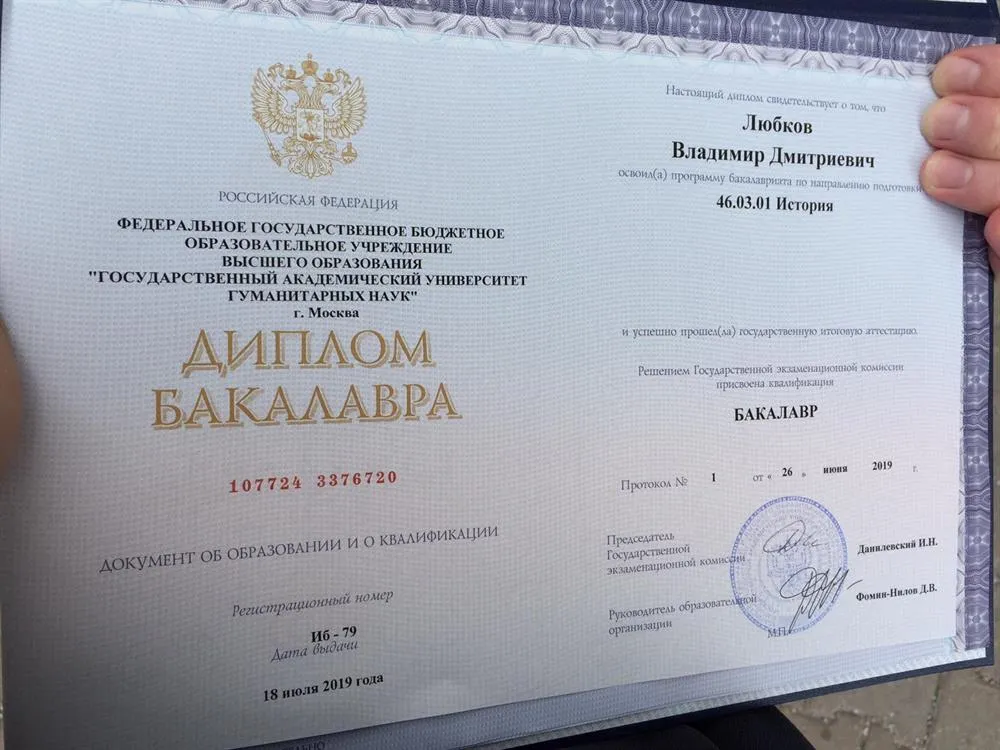 РОССИЙСКАЯ ФЕДЕРАЦИЯ
ФЕДЕРАЛЬНОЕ ГОСУДАРСТВЕННОЕ БЮДЖЕТНОЕ
ОБРАЗОВАТЕЛЬНОЕ УЧРЕЖДЕНИЕ
ВЫСШЕГО ОБРАЗОВАНИЯ
"ГОСУДАРСТВЕННЫЙ АКАДЕМИЧЕСКИЙ УНИВЕРСИТЕТ
ГУМАНИТАРНЫХ НАУК"
г. Москва
ДИПЛОМ
БАКАЛАВРА
107724 3376720
ДОКУМЕНТ ОБ ОБРАЗОВАНИИ И О КВАЛИФИКАЦИИ
Регистрационный номер
Иб - 79
Дата выдачи
18 июля 2019 года
Настоящий диплом свидетельствует о том, что
Любков
Владимир Дмитриевич
освоил(а) программу бакалавриата по направлению подготовки
46.03.01 История
и успешно прошел(ла) государственную итоговую аттестацию.
Решением Государственной экзаменационной комиссии
присвоена квалификация
БАКАЛАВР
Протокол № 1 от « 26 » июня 2019 г.
Председатель
Государственной
экзаменационной комиссии
Данилевский И.Н.
Руководитель образовательной
организации
Фомин-Нилов Д.В.
М.П.